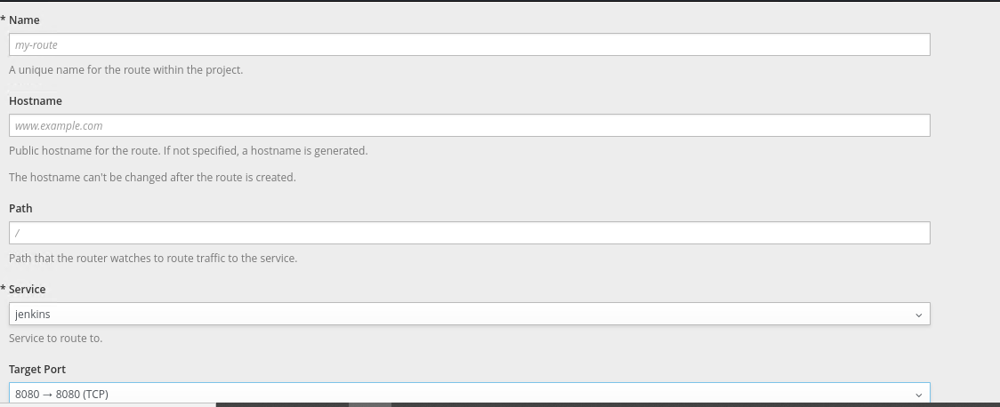 * Name
my-route
A unique name for the route within the project.
Hostname
www.example.com
Public hostname for the route. If not specified, a hostname is generated.
The hostname can't be changed after the route is created.
Path
/
Path that the router watches to route traffic to the service.
* Service
jenkins
Service to route to.
Target Port
8080 → 8080 (TCP)